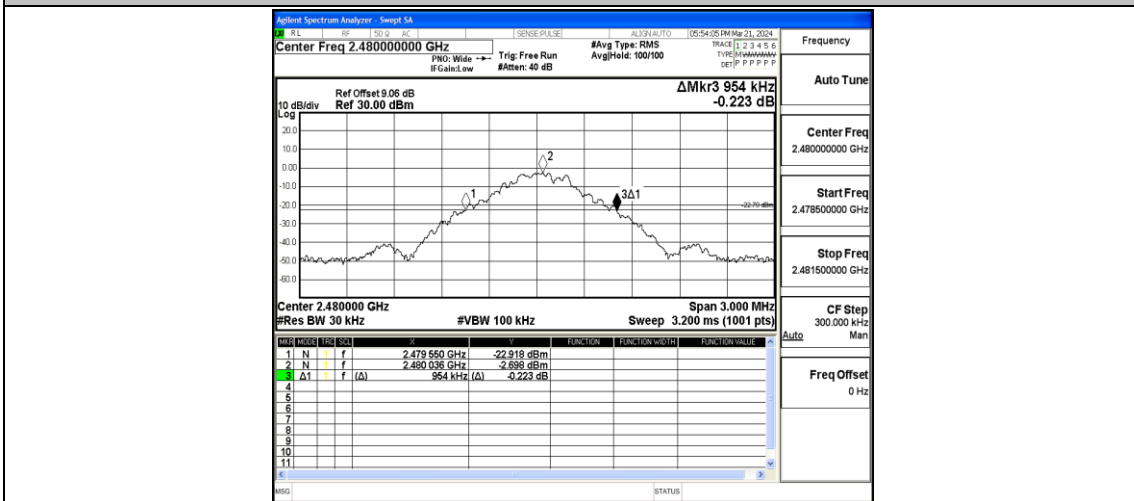 Agilent Spectrum Analyzer - Swept SA
RL RF 50 Ω AC SENSE:PULSE ALIGN AUTO 05:54:05 PM Mar 21, 2024
Center Freq 2.480000000 GHz
PNO: Wide
IFGain:Low
Trig: Free Run
#Atten: 40 dB
#Avg Type: RMS
Avg|Hold: 100/100
TRACE 1 2 3 4 5 6
TYPE M
DET P P P P P P
ΔMkr3 954 kHz
-0.223 dB
Ref Offset 9.06 dB
10 dB/div Ref 30.00 dBm
Log
20.0
10.0
0.00
-10.0
-20.0
-30.0
-40.0
-50.0
-60.0
1
2
3Δ1
-22.70 dBm
Center 2.480000 GHz Span 3.000 MHz
#Res BW 30 kHz #VBW 100 kHz Sweep 3.200 ms (1001 pts)
MKR MODE TRC SCL X Y FUNCTION FUNCTION WIDTH FUNCTION VALUE
1 N 1 f 2.479 550 GHz -22.918 dBm
2 N 1 f 2.480 036 GHz -2.698 dBm
3 Δ1 1 f (Δ) 954 kHz (Δ) -0.223 dB
4
5
6
7
8
9
10
11
MSG STATUS
Frequency
Auto Tune
Center Freq
2.480000000 GHz
Start Freq
2.478500000 GHz
Stop Freq
2.481500000 GHz
CF Step
300.000 kHz
Auto Man
Freq Offset
0 Hz